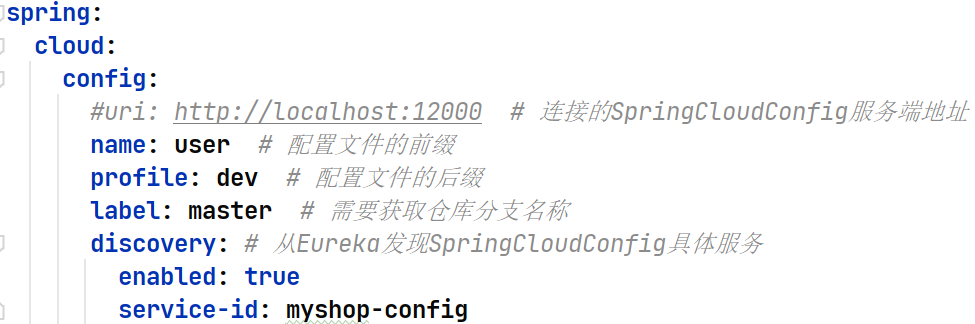 spring:
  cloud:
    config:
      #uri: http://localhost:12000  # 连接的SpringCloudConfig服务端地址
      name: user  # 配置文件的前缀
      profile: dev  # 配置文件的后缀
      label: master  # 需要获取仓库分支名称
      discovery: # 从Eureka发现SpringCloudConfig具体服务
        enabled: true
        service-id: myshop-config